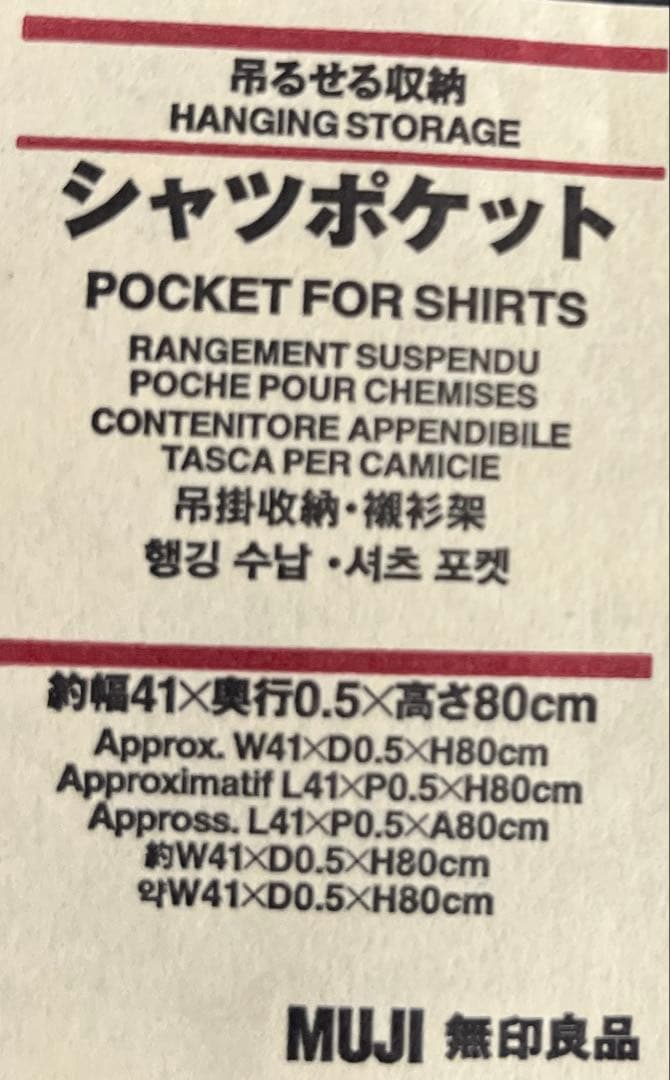 吊るせる収納
HANGING STORAGE
シャツポケット
POCKET FOR SHIRTS
RANGEMENT SUSPENDU
POCHE POUR CHEMISES
CONTENITORE APPENDIBILE
TASCA PER CAMICIE
吊掛收納・襯衫架
행깅 수납 ・셔츠 포켓
約幅41×奥行0.5×高さ80cm
Approx. W41×D0.5×H80cm
Approximatif L41×P0.5×H80cm
Appross. L41×P0.5×A80cm
約W41×D0.5×H80cm
약W41×D0.5×H80cm
MUJI 無印良品